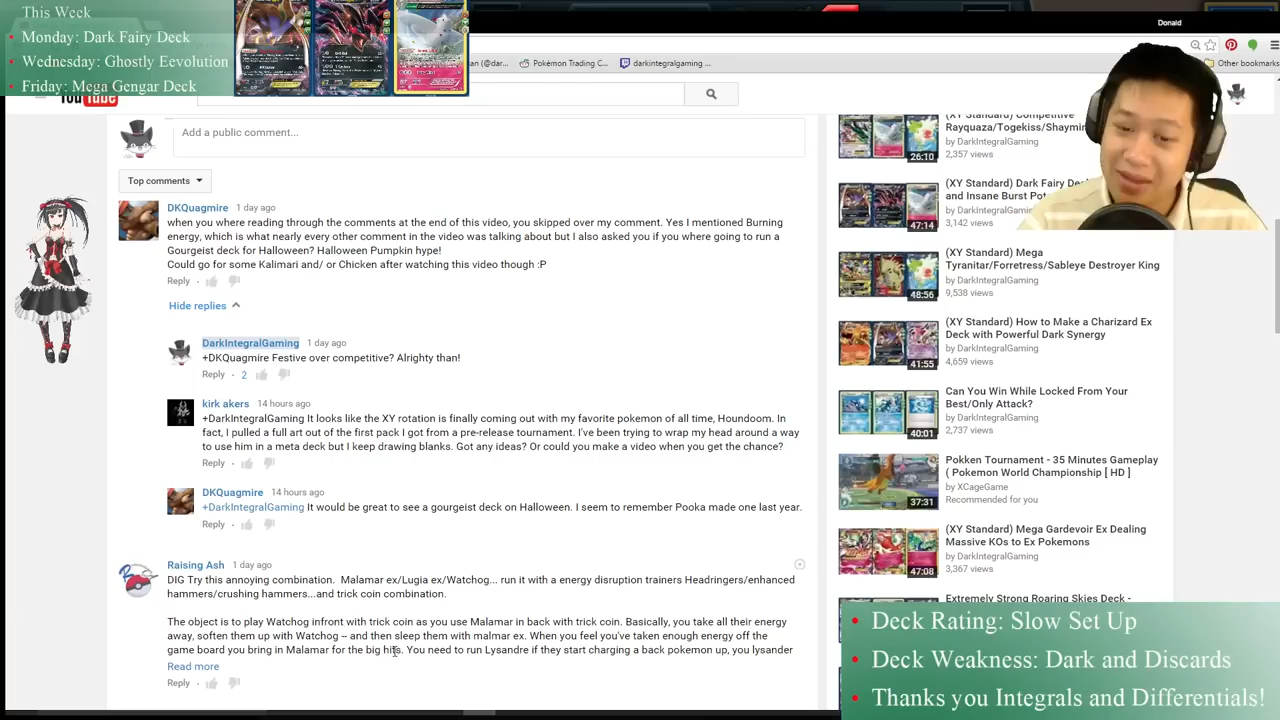 This Week
• Monday: Dark Fairy Deck
• Wednesday: Ghostly Eevolution
• Friday: Mega Gengar Deck
Donald
Pokémon Trading C...
darkintegralgaming ...
Other bookmarks
YouTube
Add a public comment...
Top comments
DKQuagmire 1 day ago
when you where reading through the comments at the end of this video, you skipped over my comment. Yes I mentioned Burning
energy, which is what nearly every other comment in the video was talking about but I also asked you if you where going to run a
Gourgeist deck for Halloween? Halloween Pumpkin hype!
Could go for some Kalimari and/ or Chicken after watching this video though :P
Reply
Hide replies
DarkIntegralGaming 1 day ago
+DKQuagmire Festive over competitive? Alrighty than!
Reply · 2
kirk akers 14 hours ago
+DarkIntegralGaming It looks like the XY rotation is finally coming out with my favorite pokemon of all time, Houndoom. In
fact, I pulled a full art out of the first pack I got from a pre-release tournament. I've been trying to wrap my head around a way
to use him in a meta deck but I keep drawing blanks. Got any ideas? Or could you make a video when you get the chance?
Reply
DKQuagmire 14 hours ago
+DarkIntegralGaming It would be great to see a gourgeist deck on Halloween. I seem to remember Pooka made one last year.
Reply
Raising Ash 1 day ago
DIG Try this annoying combination. Malamar ex/Lugia ex/Watchog... run it with a energy disruption trainers Headringers/enhanced
hammers/crushing hammers...and trick coin combination.
The object is to play Watchog infront with trick coin as you use Malamar in back with trick coin. Basically, you take all their energy
away, soften them up with Watchog -- and then sleep them with malmar ex. When you feel you've taken enough energy off the
game board you bring in Malamar for the big hits. You need to run Lysandre if they start charging a back pokemon up, you lysander
Read more
Reply
(XY Standard) Competitive
Rayquaza/Togekiss/Shaymin
by DarkIntegralGaming
2,357 views
26:10
(XY Standard) Dark Fairy De
and Insane Burst Pot
by DarkIntegralGaming
3,142 views
47:14
(XY Standard) Mega
Tyranitar/Forretress/Sableye Destroyer King
by DarkIntegralGaming
9,538 views
48:56
(XY Standard) How to Make a Charizard Ex
Deck with Powerful Dark Synergy
by DarkIntegralGaming
4,659 views
41:55
Can You Win While Locked From Your
Best/Only Attack?
by DarkIntegralGaming
2,737 views
40:01
Pokken Tournament - 35 Minutes Gameplay
( Pokemon World Championship [ HD ]
by XCageGame
Recommended for you
37:31
(XY Standard) Mega Gardevoir Ex Dealing
Massive KOs to Ex Pokemons
by DarkIntegralGaming
3,367 views
47:08
Extremely Strong Roaring Skies Deck -
• Deck Rating: Slow Set Up
• Deck Weakness: Dark and Discards
• Thanks you Integrals and Differentials!